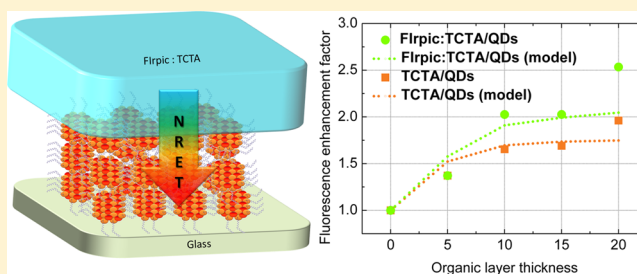 FIrpic : TCTA
NRET
Glass
Fluorescence enhancement factor
3.0
2.5
2.0
1.5
1.0
FIrpic:TCTA/QDs
FIrpic:TCTA/QDs (model)
TCTA/QDs
TCTA/QDs (model)
0 5 10 15 20
Organic layer thickness